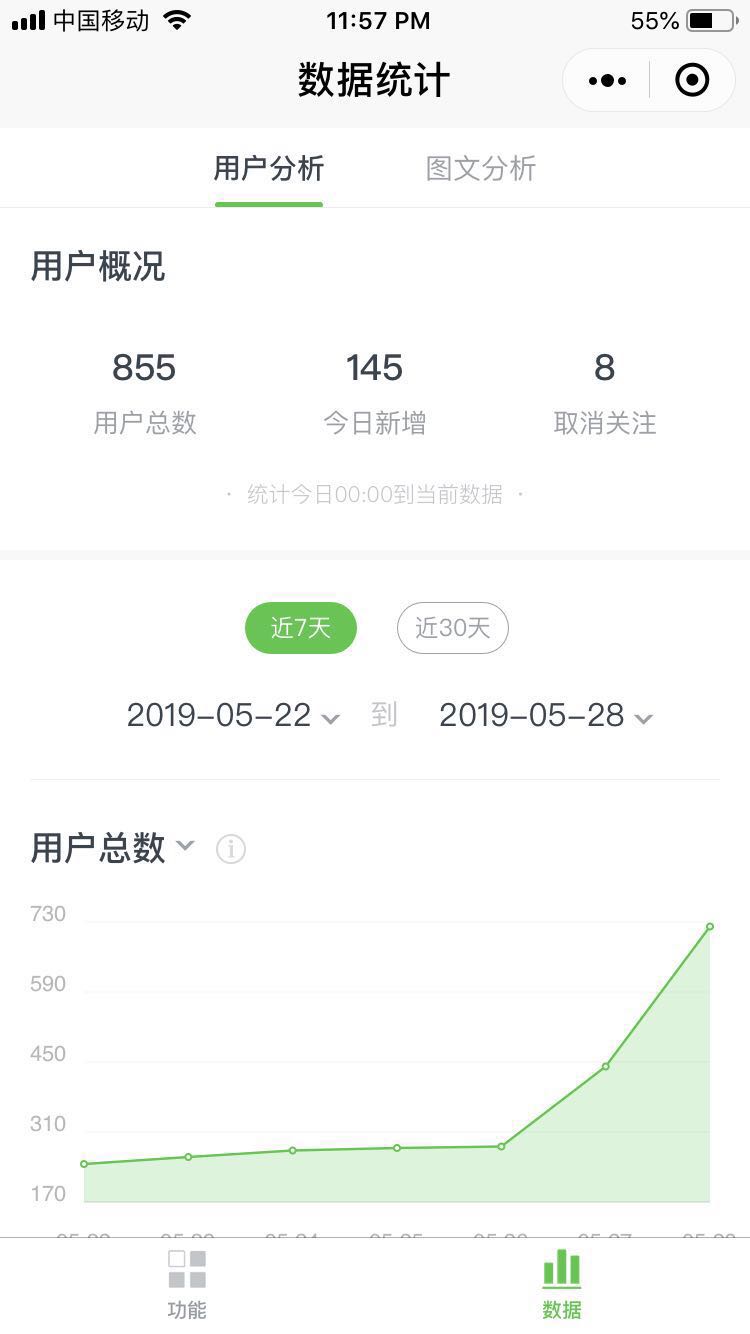 中国移动 11:57 PM 55%
数据统计
用户分析 图文分析
用户概况
855 145 8
用户总数 今日新增 取消关注
· 统计今日00:00到当前数据 ·
近7天 近30天
2019-05-22 到 2019-05-28
用户总数
730
590
450
310
170
功能 数据